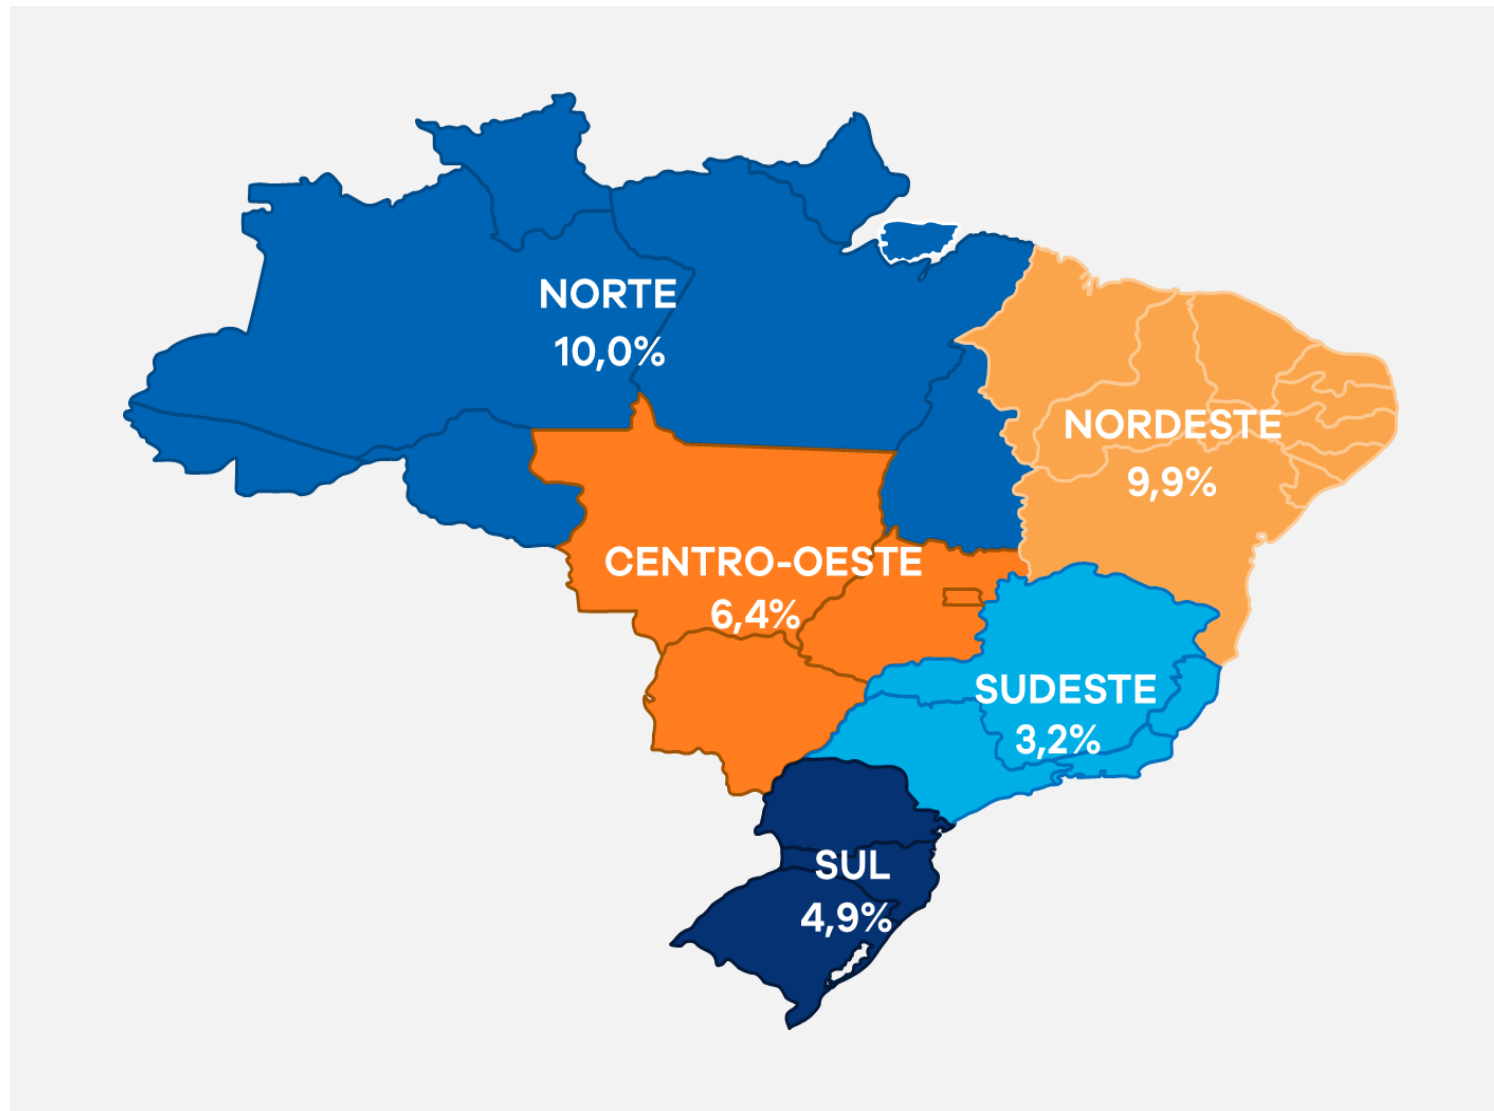 NORTE
10,0%
NORDESTE
9,9%
CENTRO-OESTE
6,4%
SUDESTE
3,2%
SUL
4,9%